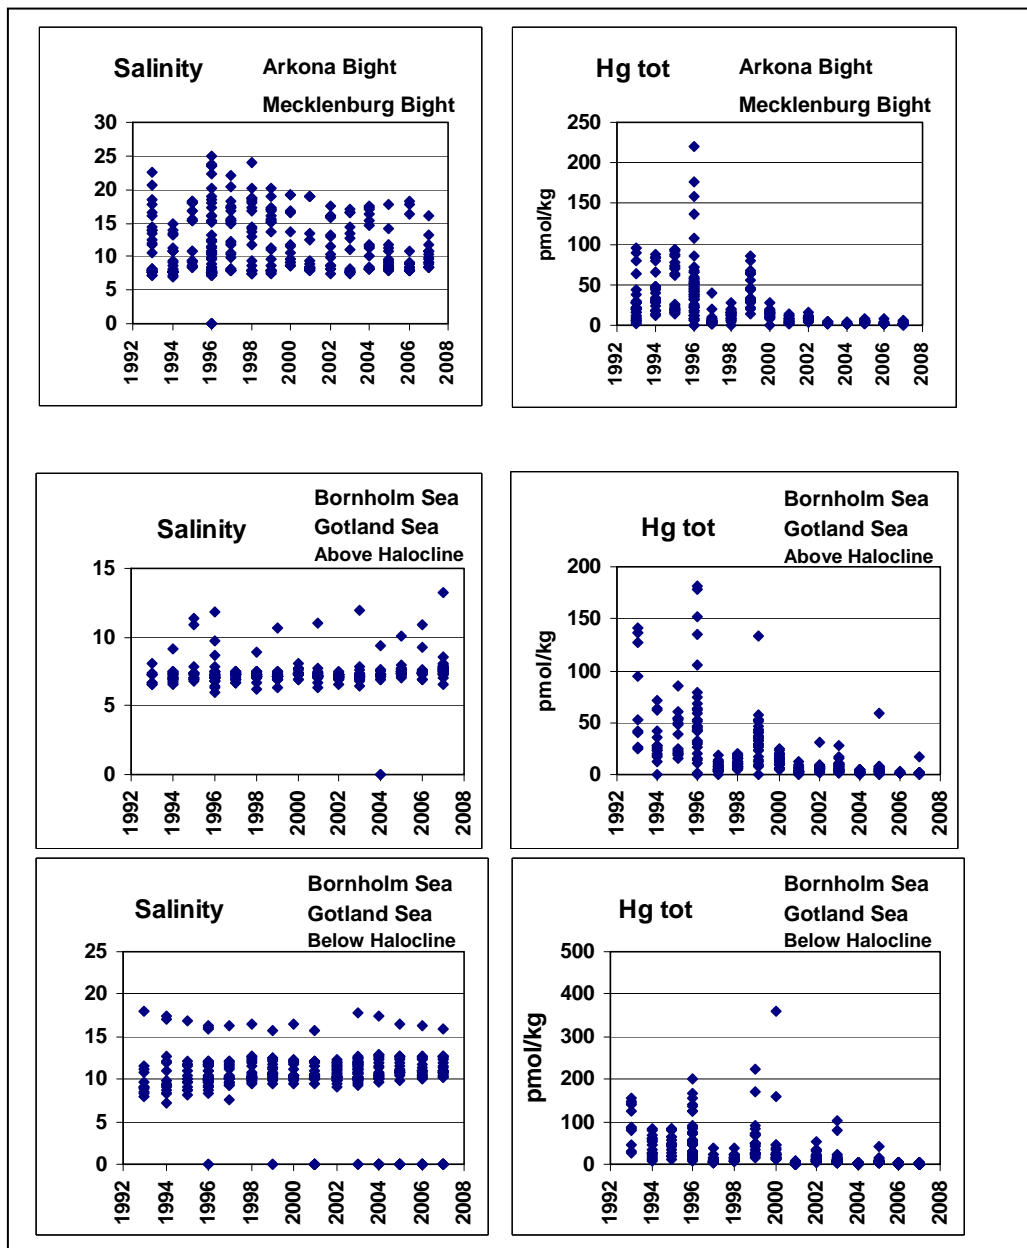 Salinity Arkona Bight
Mecklenburg Bight
30
25
20
15
10
5
0
1992 1994 1996 1998 2000 2002 2004 2006 2008
Hg tot Arkona Bight
Mecklenburg Bight
pmol/kg
250
200
150
100
50
0
1992 1994 1996 1998 2000 2002 2004 2006 2008
Bornholm Sea
Salinity Gotland Sea
Above Halocline
15
10
5
0
1992 1994 1996 1998 2000 2002 2004 2006 2008
Bornholm Sea
Hg tot Gotland Sea
Above Halocline
pmol/kg
200
150
100
50
0
1992 1994 1996 1998 2000 2002 2004 2006 2008
Bornholm Sea
Salinity Gotland Sea
Below Halocline
25
20
15
10
5
0
1992 1994 1996 1998 2000 2002 2004 2006 2008
Bornholm Sea
Hg tot Gotland Sea
Below Halocline
pmol/kg
500
400
300
200
100
0
1992 1994 1996 1998 2000 2002 2004 2006 2008